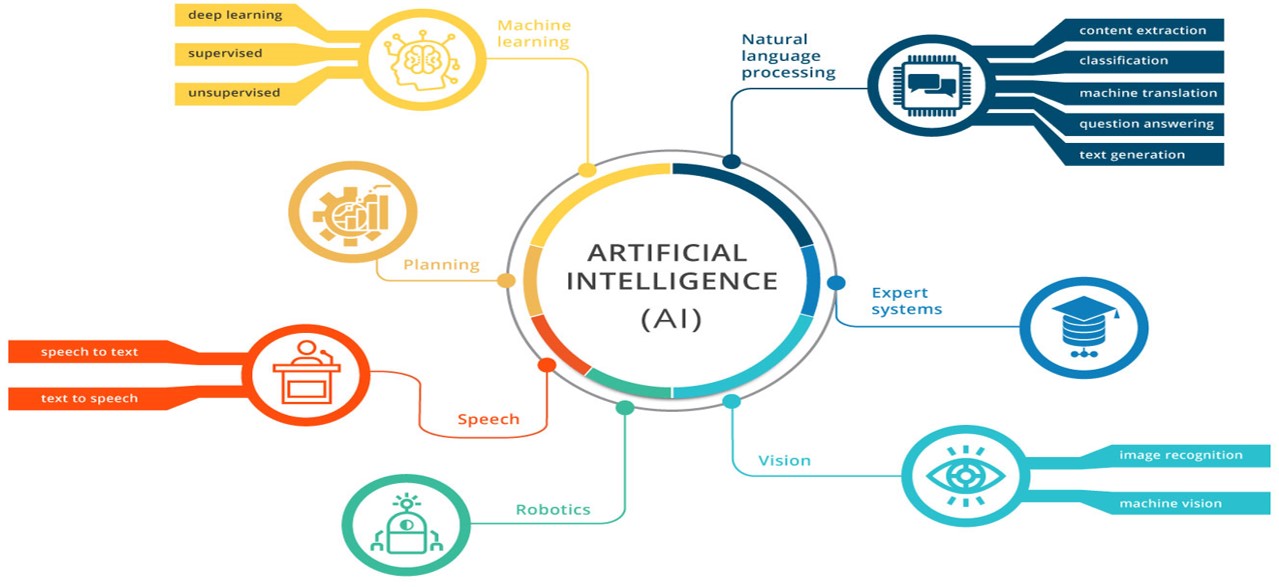 deep learning
supervised
unsupervised
Machine
learning
Natural
language
processing
content extraction
classification
machine translation
question answering
text generation
Planning
ARTIFICIAL
INTELLIGENCE
(AI)
Expert
systems
speech to text
text to speech
Speech
Vision
image recognition
machine vision
Robotics